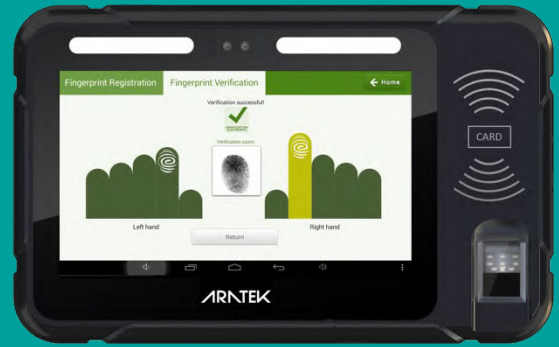 Fingerprint Registration
Fingerprint Verification
Home
Verification successful!
Verification score:
Left hand
Right hand
Return
CARD
ARATEK